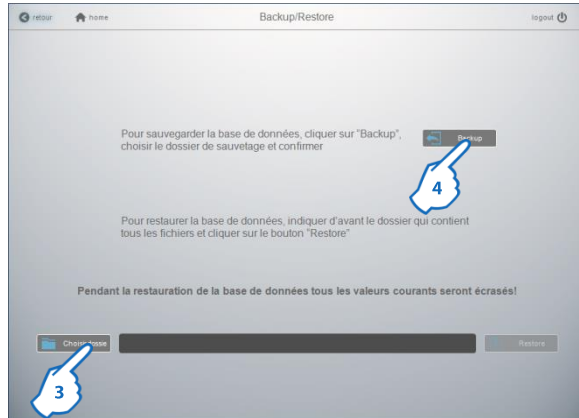 retour
home
Backup/Restore
logout
Pour sauvegarder la base de données, cliquer sur "Backup",
choisir le dossier de sauvetage et confirmer
Backup
4
Pour restaurer la base de données, indiquer d'avant le dossier qui contient
tous les fichiers et cliquer sur le bouton "Restore"
Pendant la restauration de la base de données tous les valeurs courants seront écrasés!
Choisir dosse
Restore
3